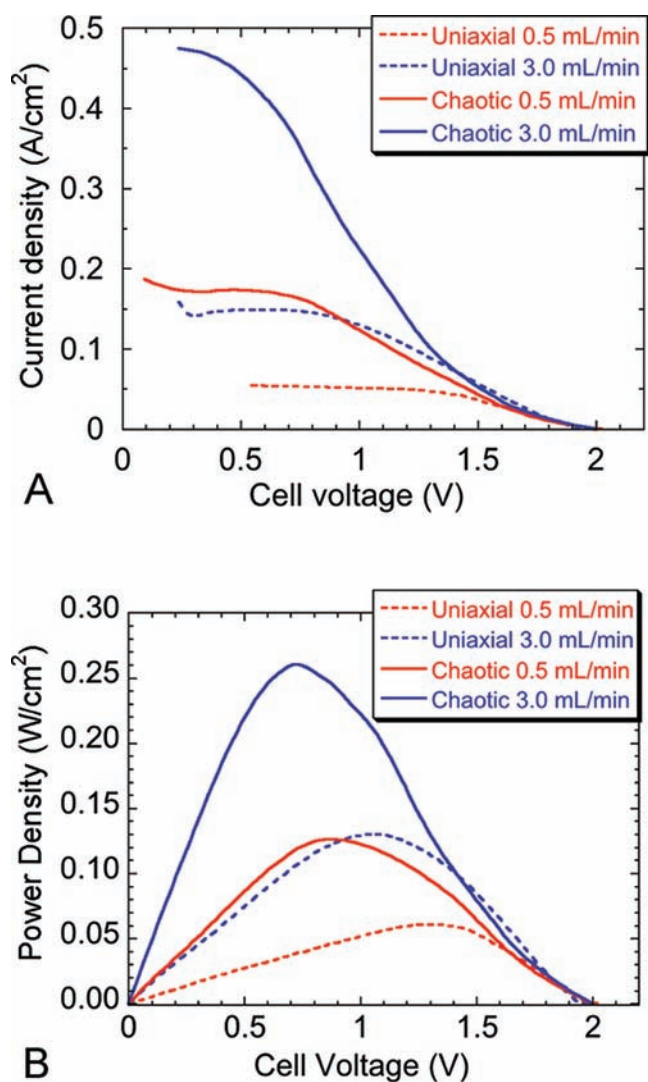 0.5
0.4
0.3
0.2
0.1
0
Current density (A/cm²)
Uniaxial 0.5 mL/min
Uniaxial 3.0 mL/min
Chaotic 0.5 mL/min
Chaotic 3.0 mL/min
0 0.5 1 1.5 2
Cell voltage (V)
A
0.30
0.25
0.20
0.15
0.10
0.05
0.00
Power Density (W/cm²)
Uniaxial 0.5 mL/min
Uniaxial 3.0 mL/min
Chaotic 0.5 mL/min
Chaotic 3.0 mL/min
0 0.5 1 1.5 2
Cell Voltage (V)
B